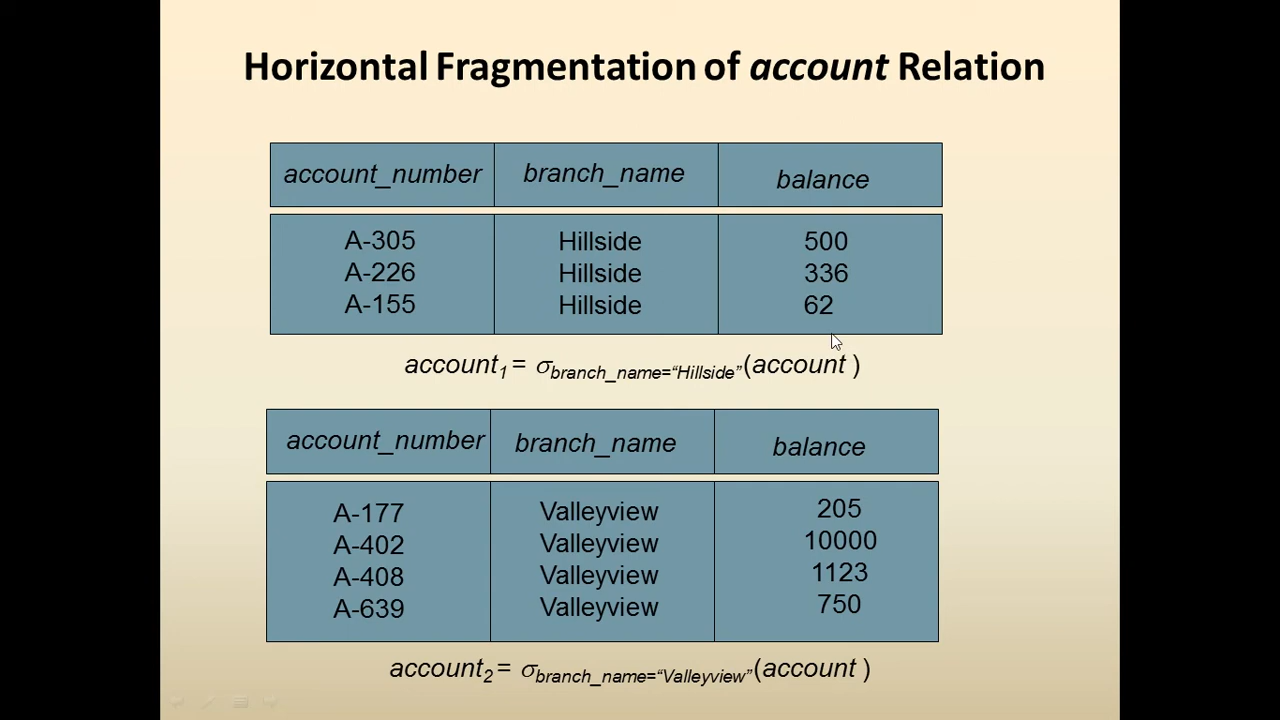 Horizontal Fragmentation of account Relation
account_number branch_name balance
A-305 Hillside 500
A-226 Hillside 336
A-155 Hillside 62
account₁ = σ branch_name=“Hillside” (account )
account_number branch_name balance
A-177 Valleyview 205
A-402 Valleyview 10000
A-408 Valleyview 1123
A-639 Valleyview 750
account₂ = σ branch_name=“Valleyview” (account )